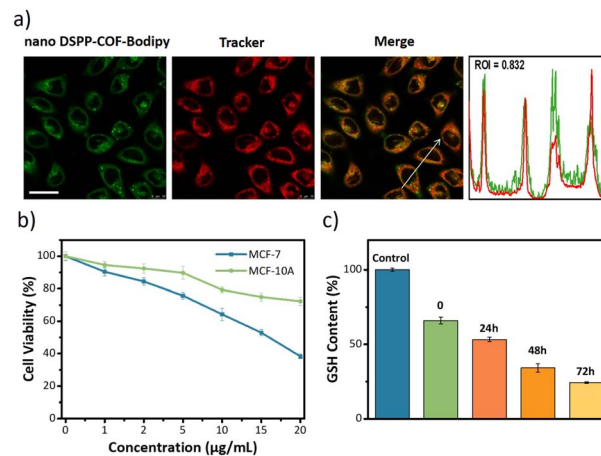 a)
nano DSPP-COF-Bodipy Tracker Merge
ROI = 0.832
b)
MCF-7
MCF-10A
Cell Viability (%)
100
80
60
40
20
0
0 1 2 5 10 15 20
Concentration (μg/mL)
c)
GSH Content (%)
100
50
0
Control
0
24h
48h
72h